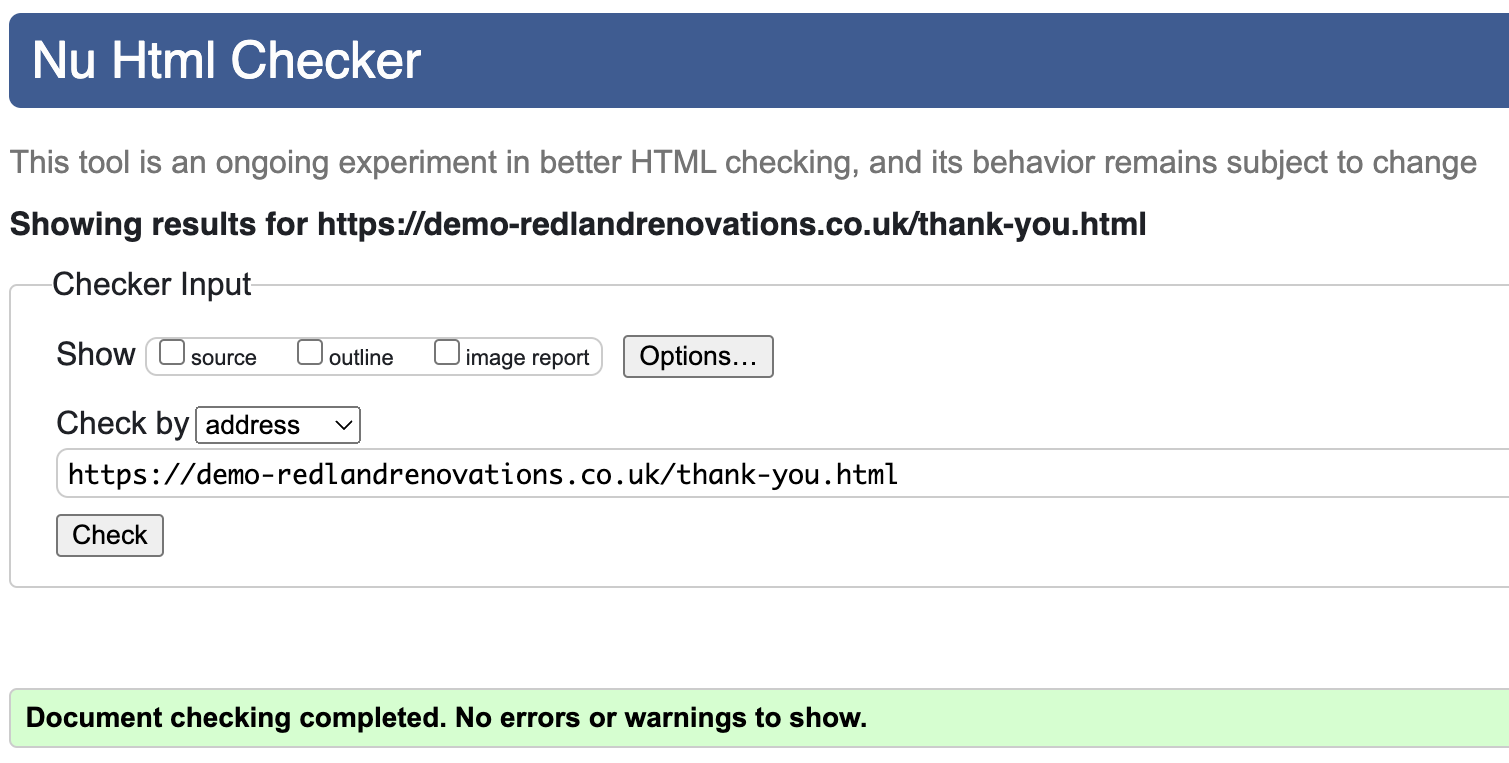 Nu Html Checker
This tool is an ongoing experiment in better HTML checking, and its behavior remains subject to change
Showing results for https://demo-redlandrenovations.co.uk/thank-you.html
Checker Input
Show source outline image report Options...
Check by address
https://demo-redlandrenovations.co.uk/thank-you.html
Check
Document checking completed. No errors or warnings to show.